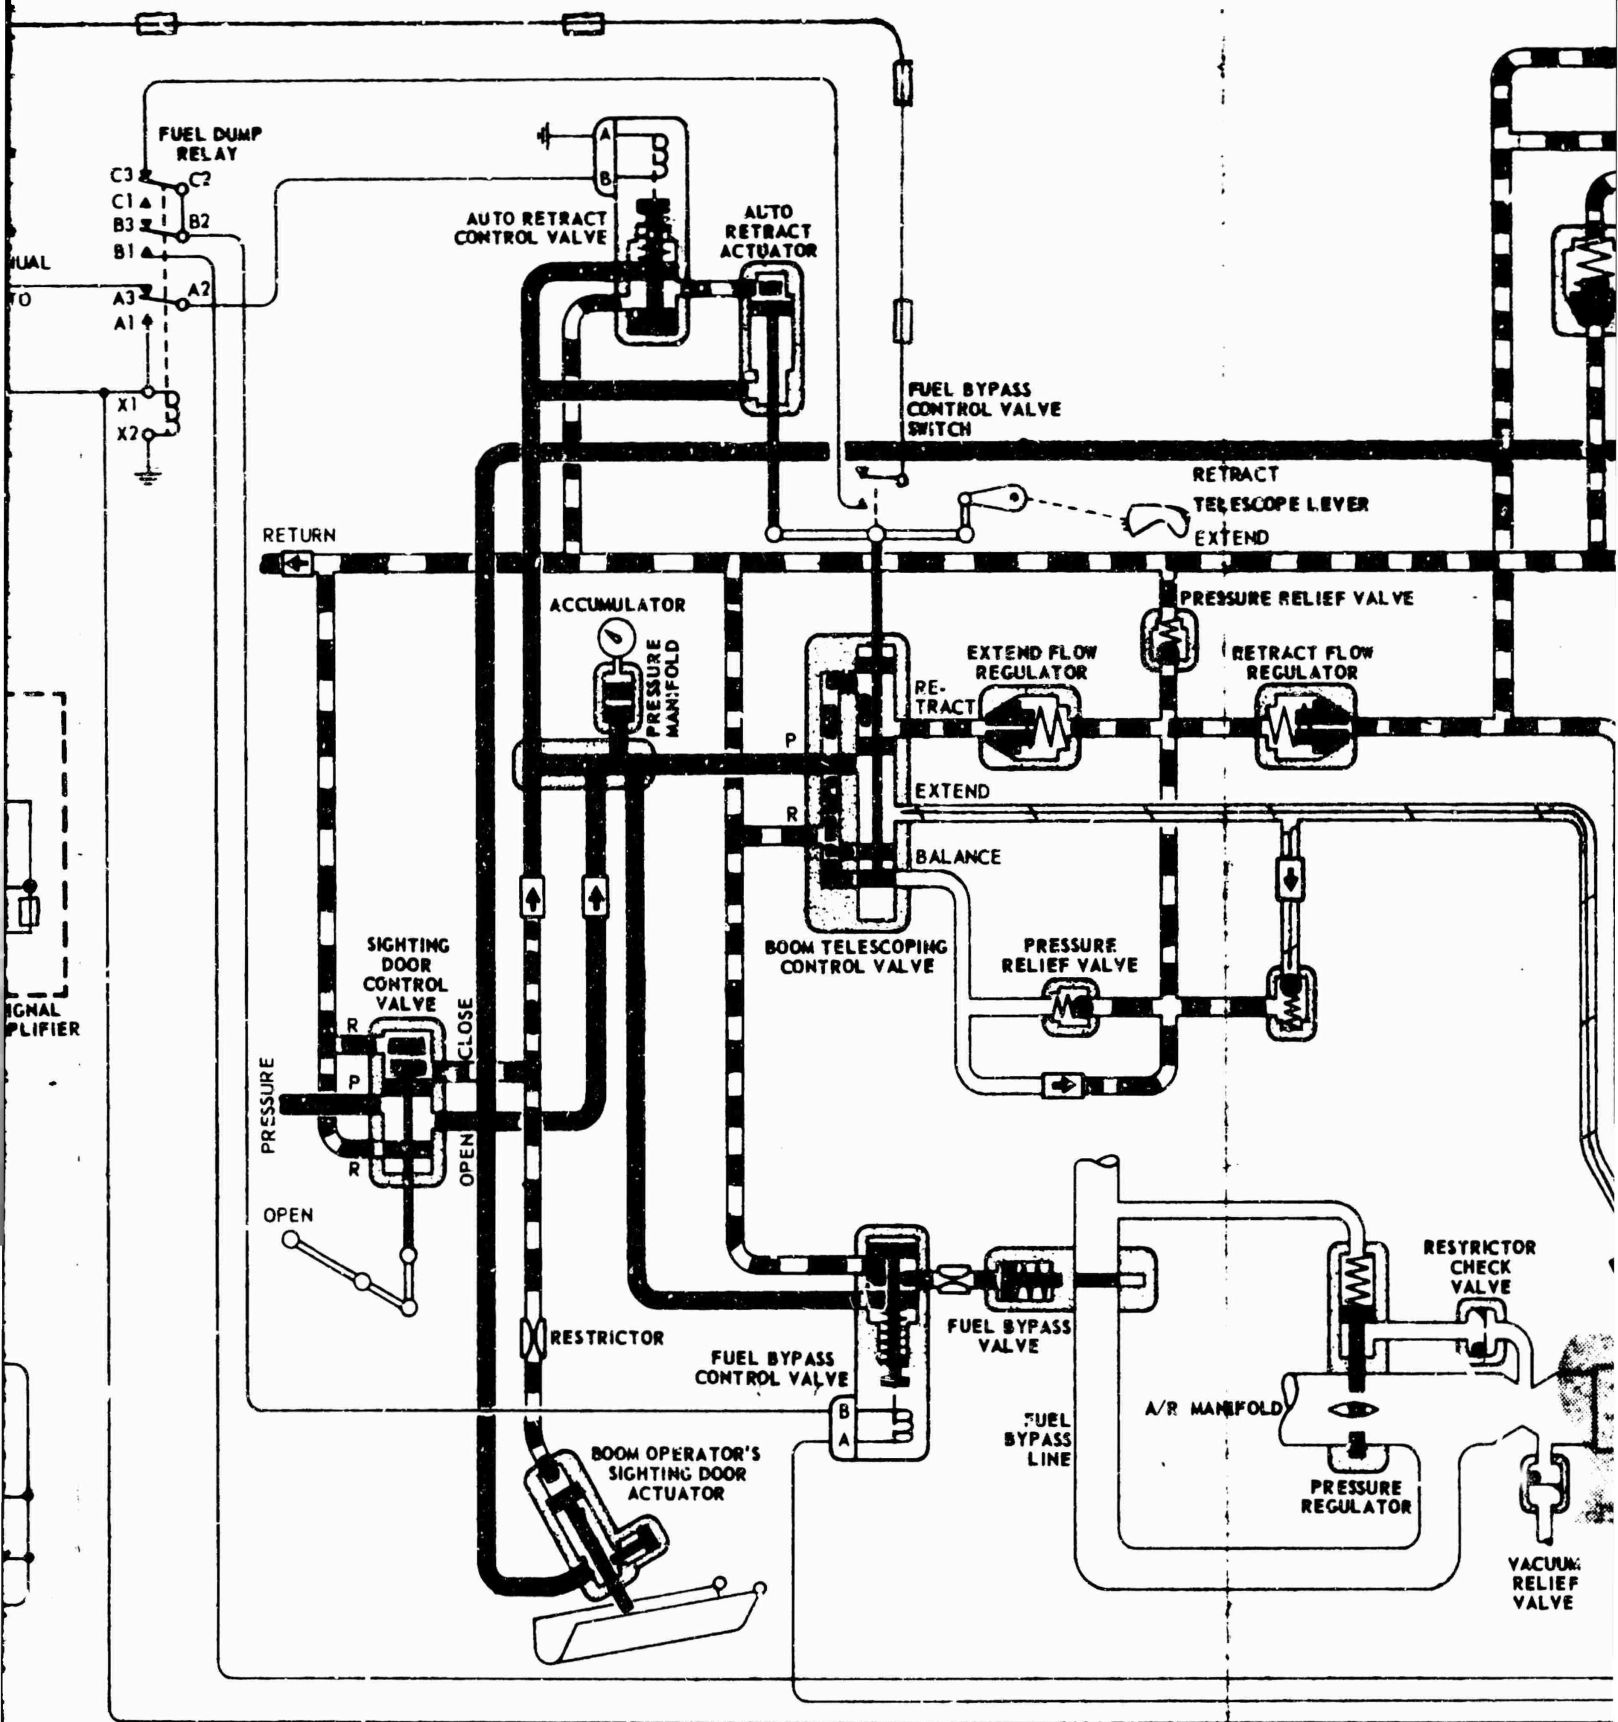 FUEL DUMP
RELAY
C3
C2
C1
B3
B2
B1
A3
A2
A1
X1
X2
A
B
AUTO RETRACT
CONTROL VALVE
AUTO
RETRACT
ACTUATOR
FUEL BYPASS
CONTROL VALVE
SWITCH
RETRACT
TELESCOPE LEVER
EXTEND
RETURN
ACCUMULATOR
PRESSURE
MANIFOLD
PRESSURE RELIEF VALVE
EXTEND FLOW
REGULATOR
RETRACT FLOW
REGULATOR
RE-
TRACT
P
EXTEND
R
BALANCE
BOOM TELESCOPING
CONTROL VALVE
PRESSURE
RELIEF VALVE
SIGHTING
DOOR
CONTROL
VALVE
IGNAL
PLIFIER
R
CLOSE
P
PRESSURE
R
OPEN
OPEN
RESTRICTOR
FUEL BYPASS
VALVE
FUEL BYPASS
CONTROL VALVE
B
A
RESTRICTOR
CHECK
VALVE
A/R MANIFOLD
FUEL
BYPASS
LINE
PRESSURE
REGULATOR
BOOM OPERATOR'S
SIGHTING DOOR
ACTUATOR
VACUUM
RELIEF
VALVE